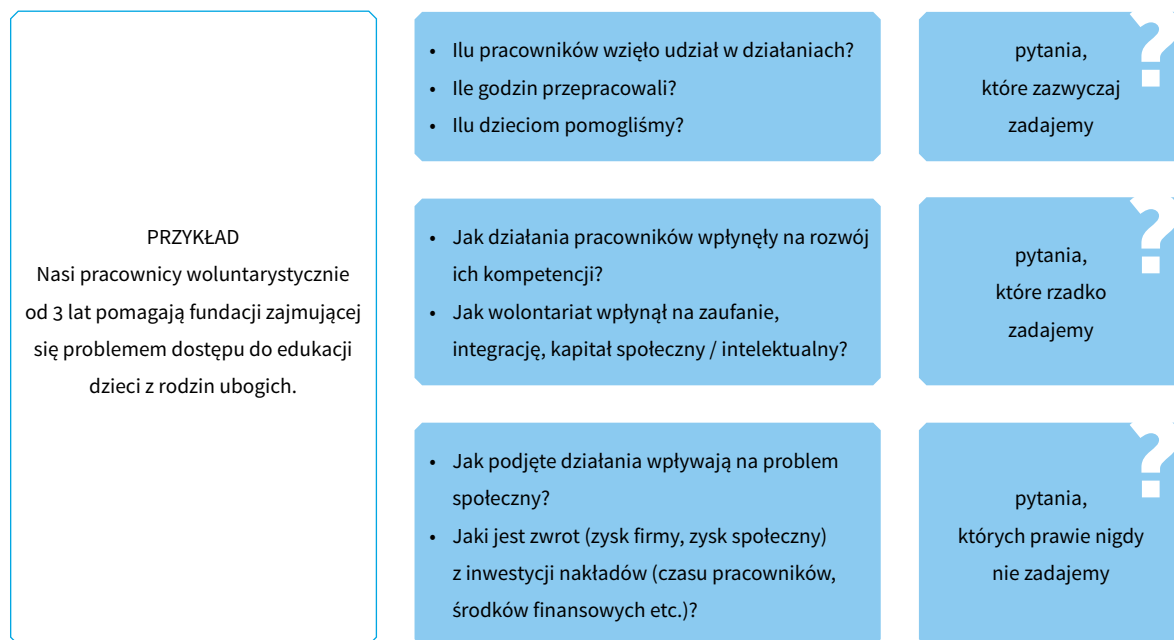 PRZYKŁAD
Nasi pracownicy woluntarystycznie
od 3 lat pomagają fundacji zajmującej
się problemem dostępu do edukacji
dzieci z rodzin ubogich.
• Ilu pracowników wzięło udział w działaniach?
• Ile godzin przepracowali?
• Ilu dzieciom pomogliśmy?
?
pytania,
które zazwyczaj
zadajemy
• Jak działania pracowników wpłynęły na rozwój
ich kompetencji?
• Jak wolontariat wpłynął na zaufanie,
integrację, kapitał społeczny / intelektualny?
?
pytania,
które rzadko
zadajemy
• Jak podjęte działania wpływają na problem
społeczny?
• Jaki jest zwrot (zysk firmy, zysk społeczny)
z inwestycji nakładów (czasu pracowników,
środków finansowych etc.)?
?
pytania,
których prawie nigdy
nie zadajemy